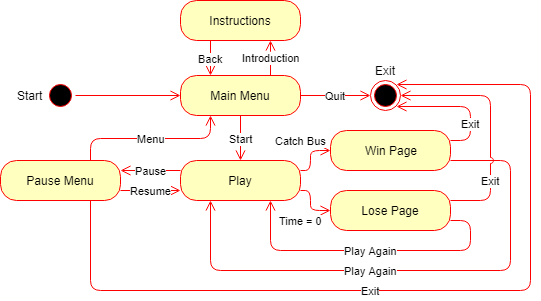 Instructions
Back
Introduction
Exit
Start
Main Menu
Quit
Menu
Start
Catch Bus
Exit
Win Page
Pause Menu
Pause
Resume
Play
Exit
Time = 0
Lose Page
Play Again
Play Again
Exit